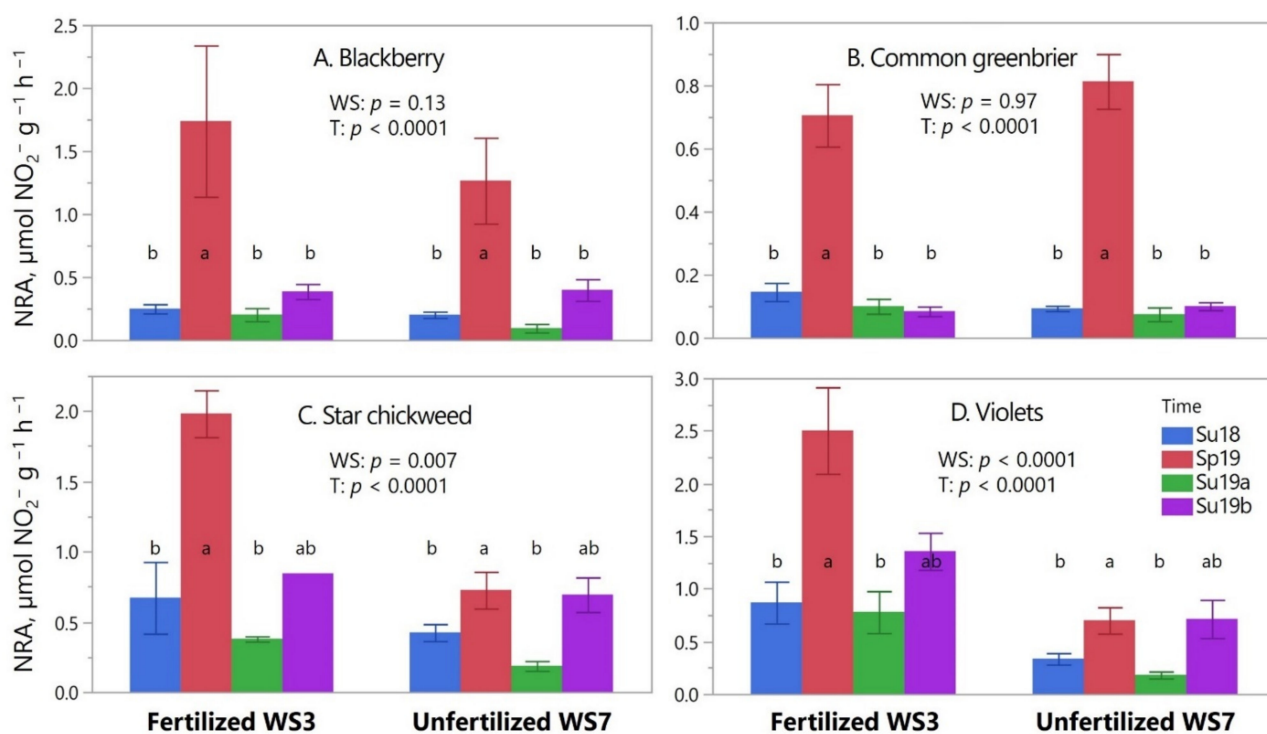 A. Blackberry
WS: p = 0.13
T: p < 0.0001
NRA, μmol NO₂⁻ g⁻¹ h⁻¹
2.5
2.0
1.5
1.0
0.5
0.0
b a b b
b a b b
B. Common greenbrier
WS: p = 0.97
T: p < 0.0001
1.0
0.8
0.6
0.4
0.2
0.0
b a b b
b a b b
C. Star chickweed
WS: p = 0.007
T: p < 0.0001
NRA, μmol NO₂⁻ g⁻¹ h⁻¹
2.0
1.5
1.0
0.5
0.0
b a b ab
b a b ab
Fertilized WS3
Unfertilized WS7
D. Violets
WS: p < 0.0001
T: p < 0.0001
Time
Su18
Sp19
Su19a
Su19b
3.0
2.5
2.0
1.5
1.0
0.5
0.0
b a b ab
b a b ab
Fertilized WS3
Unfertilized WS7